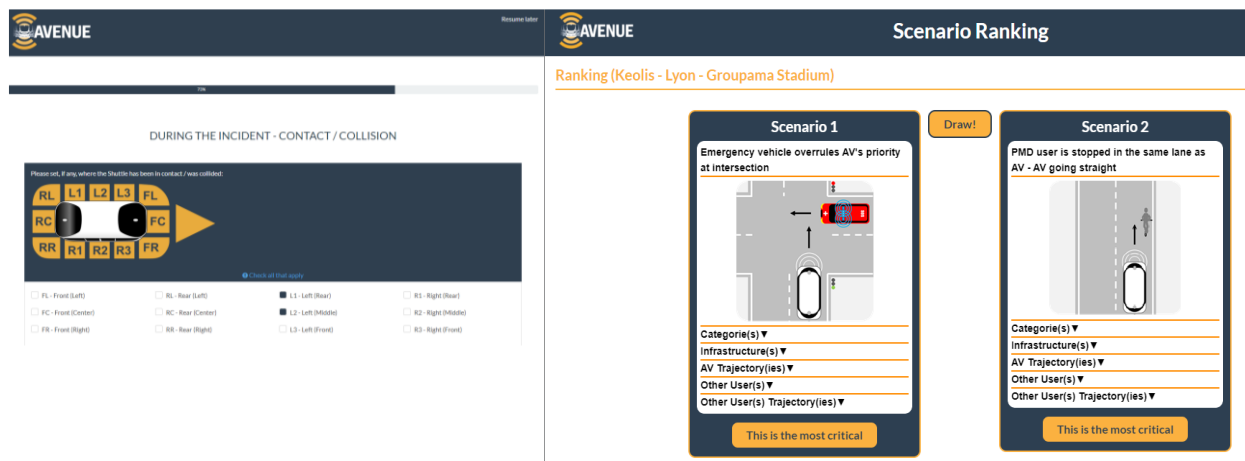 AVENUE
Resume later
73%
DURING THE INCIDENT - CONTACT / COLLISION
Please set, if any, where the Shuttle has been in contact / was collided:
RL L1 L2 L3 FL
RC FC
RR R1 R2 R3 FR
Check all that apply
FL - Front (Left) RL - Rear (Left) L1 - Left (Rear) R1 - Right (Rear)
FC - Front (Center) RC - Rear (Center) L2 - Left (Middle) R2 - Right (Middle)
FR - Front (Right) RR - Rear (Right) L3 - Left (Front) R3 - Right (Front)
AVENUE
Scenario Ranking
Ranking (Keolis - Lyon - Groupama Stadium)
Scenario 1
Emergency vehicle overrules AV's priority
at intersection
Categorie(s)▼
Infrastructure(s)▼
AV Trajectory(ies)▼
Other User(s)▼
Other User(s) Trajectory(ies)▼
This is the most critical
Draw!
Scenario 2
PMD user is stopped in the same lane as
AV - AV going straight
Categorie(s)▼
Infrastructure(s)▼
AV Trajectory(ies)▼
Other User(s)▼
Other User(s) Trajectory(ies)▼
This is the most critical